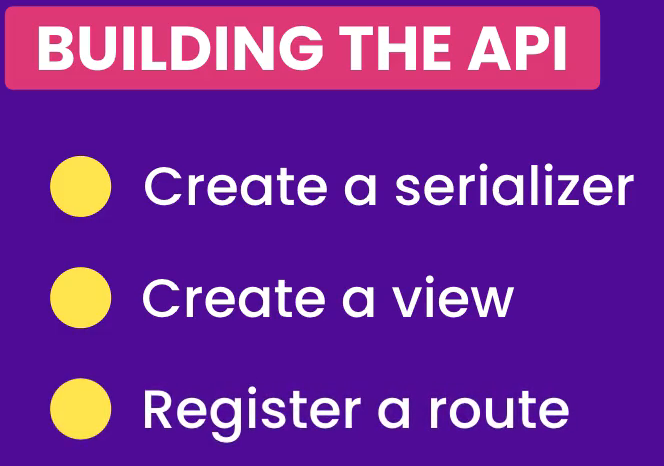 BUILDING THE API
Create a serializer
Create a view
Register a route